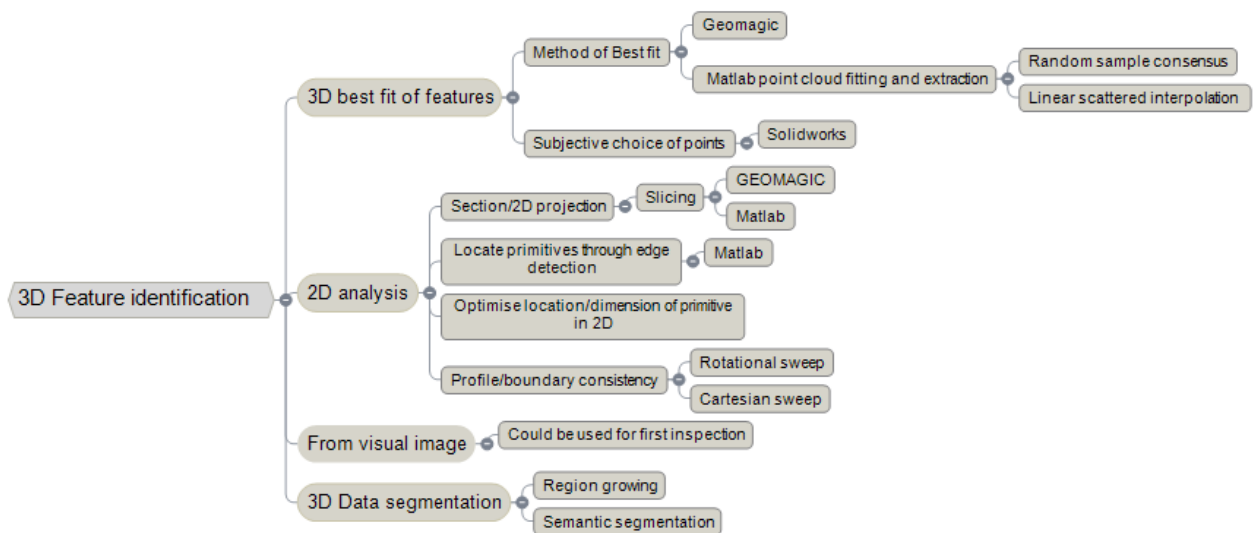 3D Feature identification
3D best fit of features
Method of Best fit
Geomagic
Matlab point cloud fitting and extraction
Random sample consensus
Linear scattered interpolation
Subjective choice of points
Solidworks
2D analysis
Section/2D projection
Slicing
GEOMAGIC
Matlab
Locate primitives through edge
detection
Matlab
Optimise location/dimension of primitive
in 2D
Profile/boundary consistency
Rotational sweep
Cartesian sweep
From visual image
Could be used for first inspection
3D Data segmentation
Region growing
Semantic segmentation